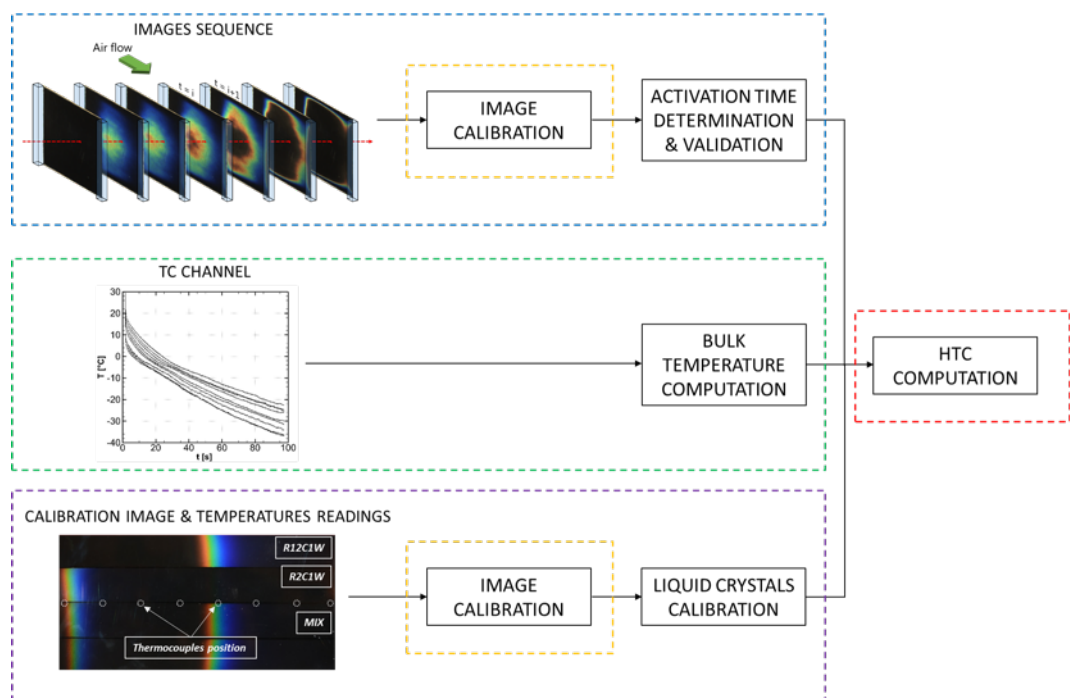 IMAGES SEQUENCE
Air flow
t = i
t = i+1
IMAGE
CALIBRATION
ACTIVATION TIME
DETERMINATION
& VALIDATION
TC CHANNEL
30
20
10
0
-10
-20
-30
-40
T [°C]
0
20
40
60
80
100
t [s]
BULK
TEMPERATURE
COMPUTATION
HTC
COMPUTATION
CALIBRATION IMAGE & TEMPERATURES READINGS
R12C1W
R2C1W
MIX
Thermocouples position
IMAGE
CALIBRATION
LIQUID CRYSTALS
CALIBRATION